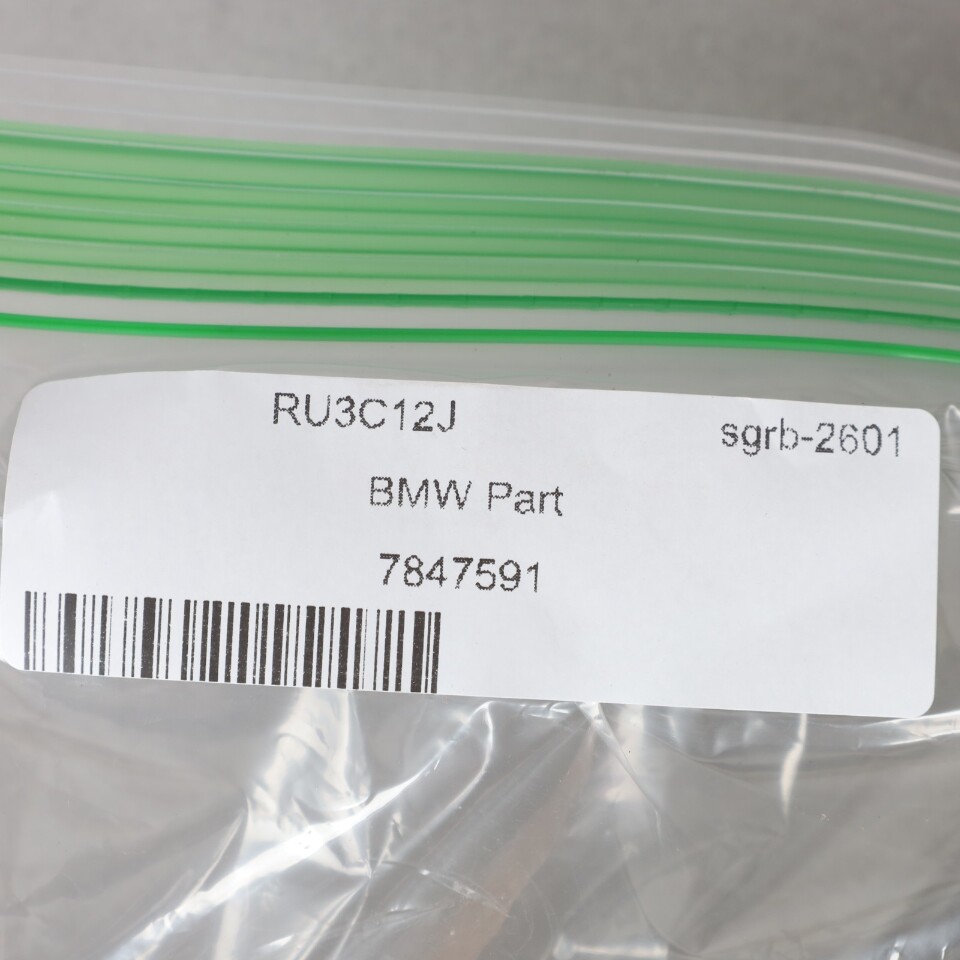 RU3C12J
sgrb-2601
BMW Part
7847591